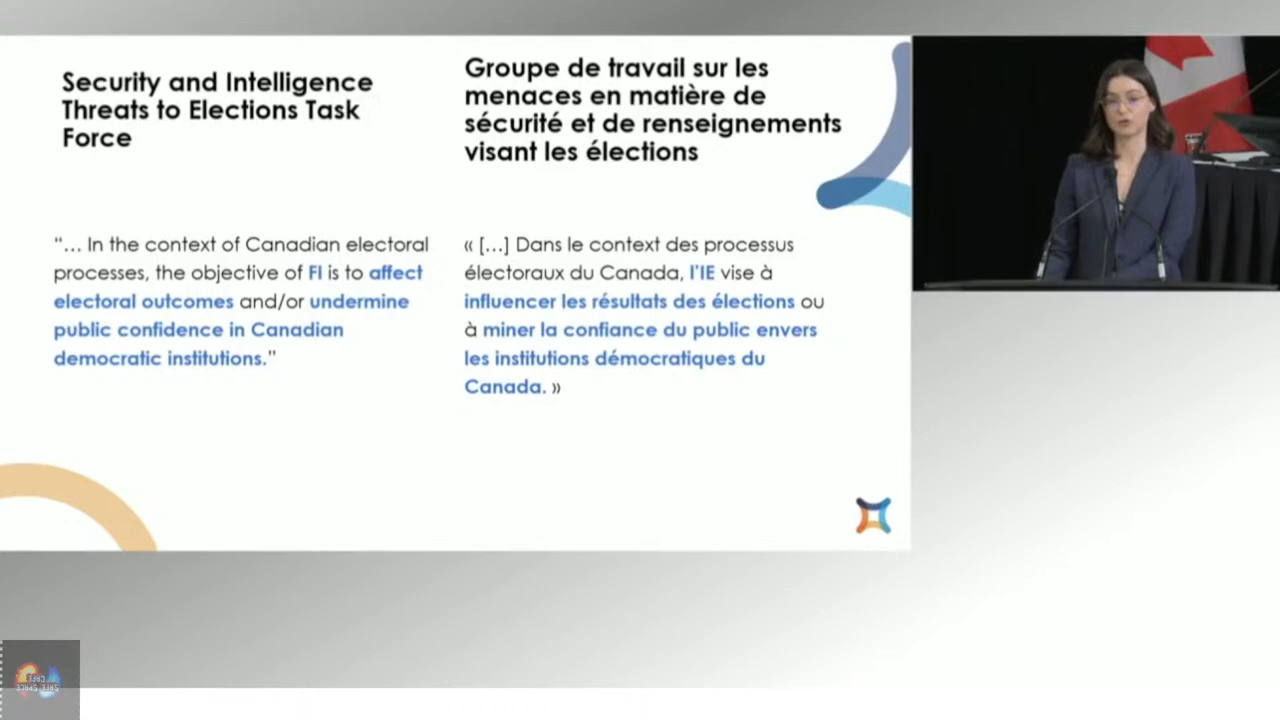 Security and Intelligence
Threats to Elections Task
Force
“… In the context of Canadian electoral
processes, the objective of FI is to affect
electoral outcomes and/or undermine
public confidence in Canadian
democratic institutions.”
Groupe de travail sur les
menaces en matière de
sécurité et de renseignements
visant les élections
« […] Dans le context des processus
électoraux du Canada, l’IE vise à
influencer les résultats des élections ou
à miner la confiance du public envers
les institutions démocratiques du
Canada. »
SREE SPACE
CAFE